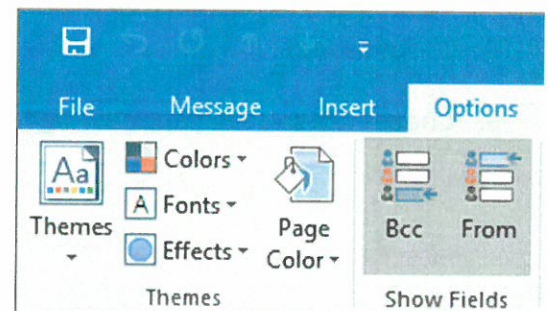 File Message Insert Options
Aa
Themes
Colors
A Fonts
Effects
Page
Color
Themes
Bcc From
Show Fields